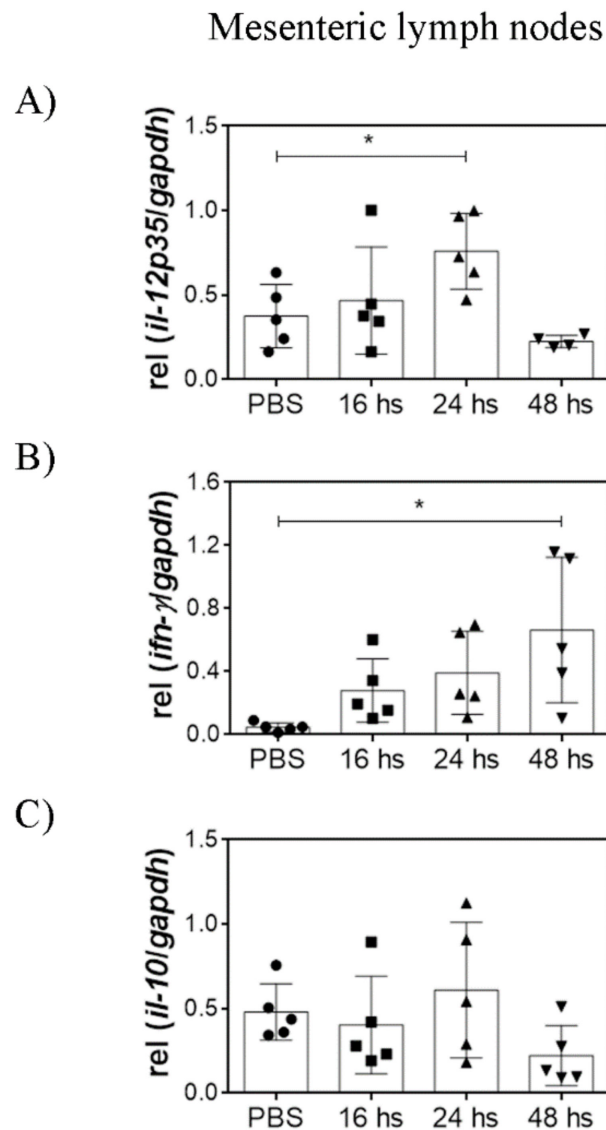 Mesenteric lymph nodes
A)
rel (il-12p35/gapdh)
1.5
1.0
0.5
0.0
*
PBS 16 hs 24 hs 48 hs
B)
rel (ifn-γ/gapdh)
1.6
1.2
0.8
0.4
0.0
*
PBS 16 hs 24 hs 48 hs
C)
rel (il-10/gapdh)
1.5
1.0
0.5
0.0
PBS 16 hs 24 hs 48 hs